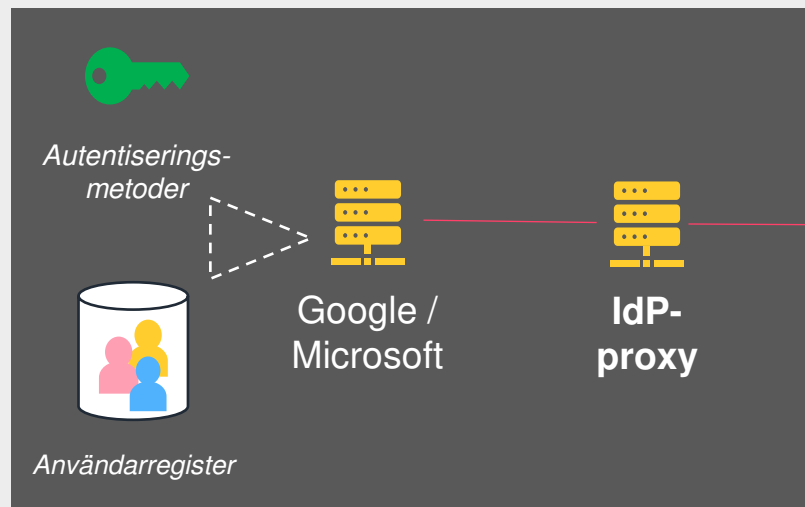 Autentiserings-
metoder
Google /
Microsoft
IdP-
proxy
Användarregister